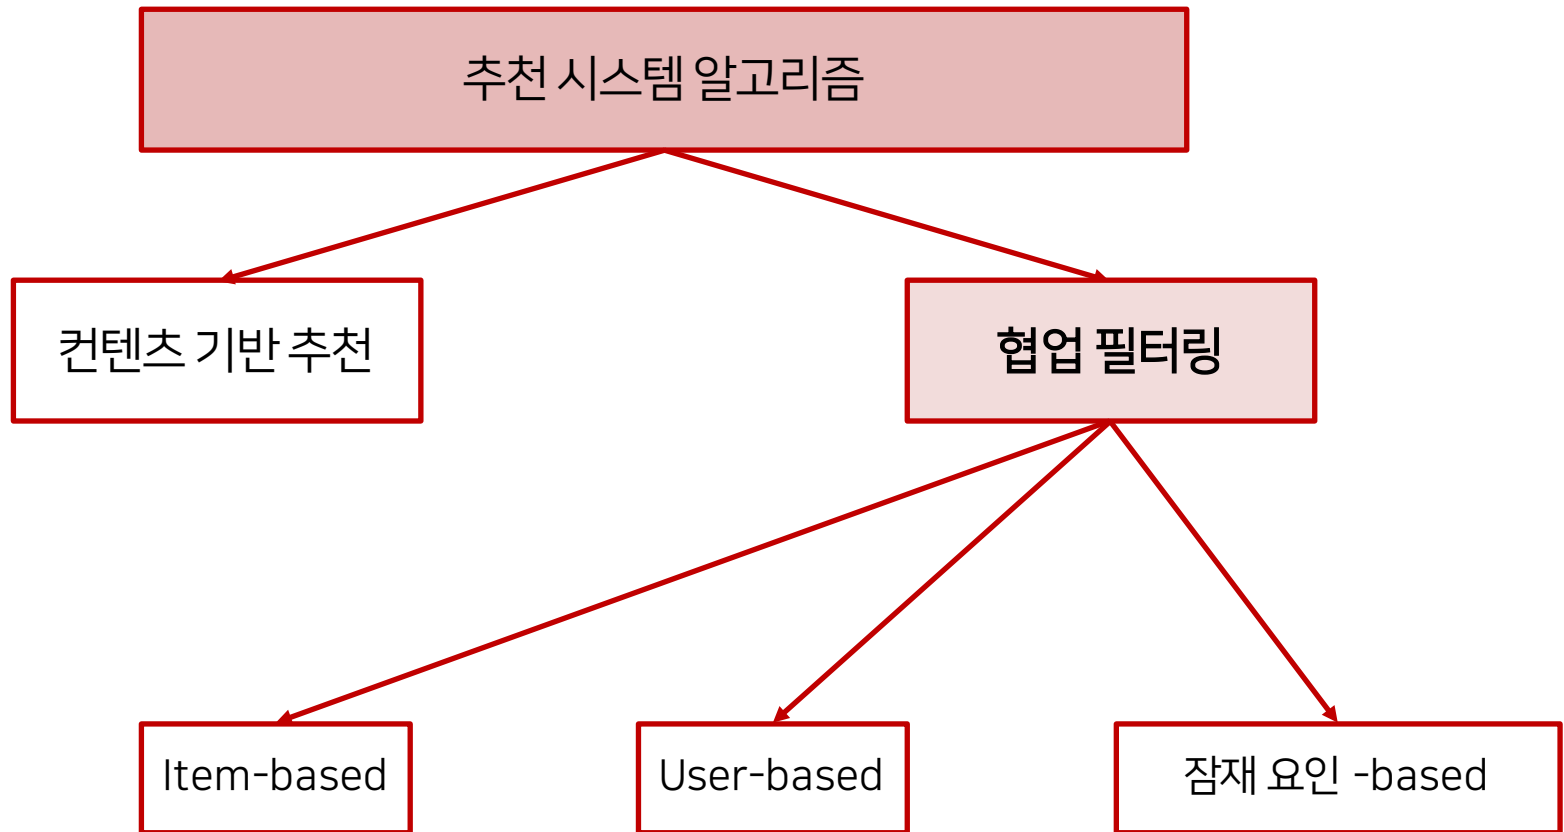 추천 시스템 알고리즘
컨텐츠 기반 추천
협업 필터링
Item-based
User-based
잠재 요인 -based